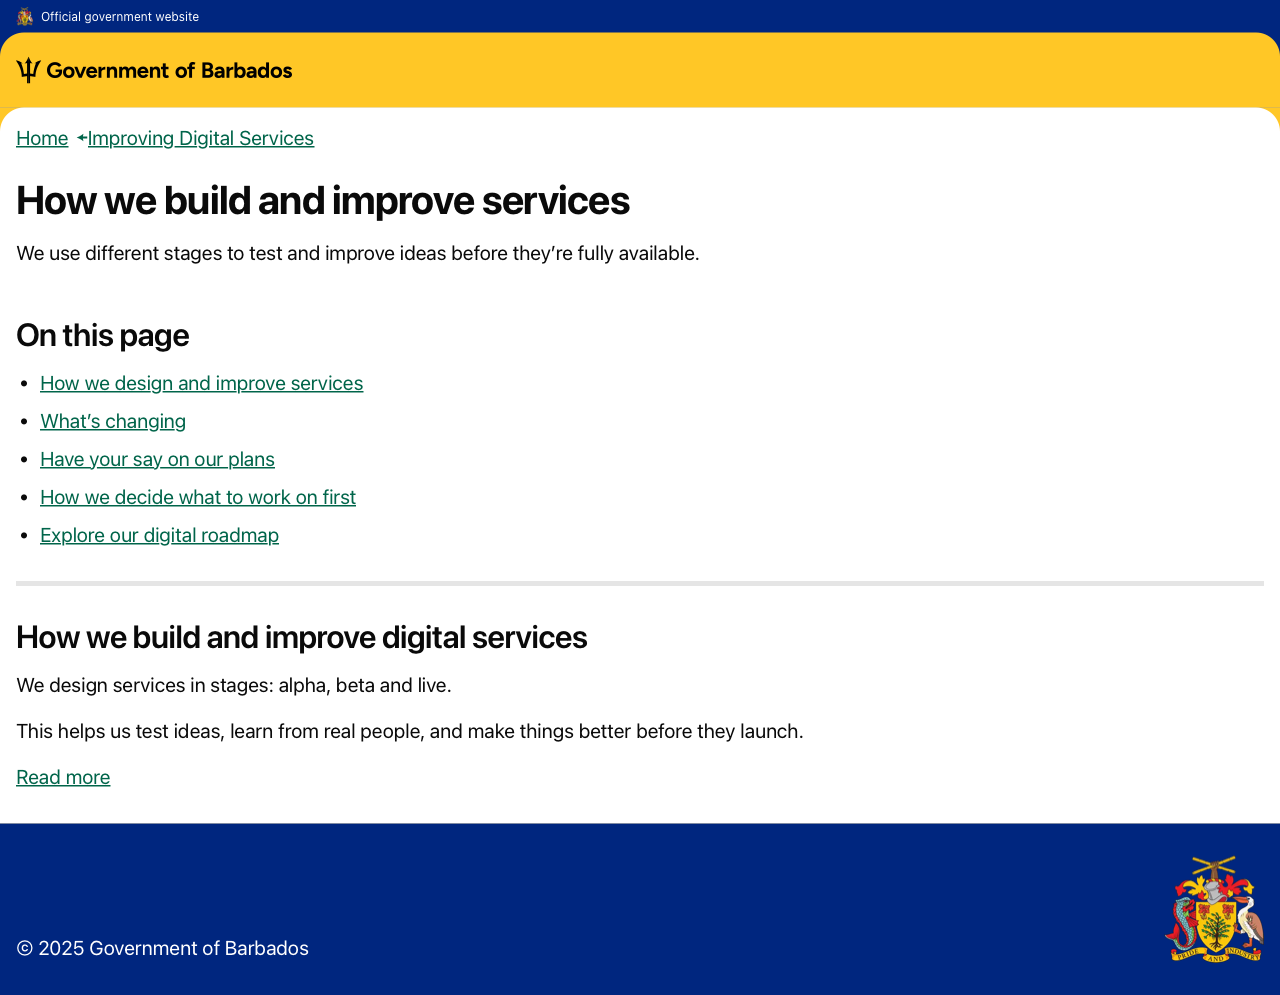 Official government website
Government of Barbados
Home Improving Digital Services
How we build and improve services
We use different stages to test and improve ideas before they’re fully available.
On this page
• How we design and improve services
• What’s changing
• Have your say on our plans
• How we decide what to work on first
• Explore our digital roadmap
How we build and improve digital services
We design services in stages: alpha, beta and live.
This helps us test ideas, learn from real people, and make things better before they launch.
Read more
© 2025 Government of Barbados
PRIDE AND INDUSTRY